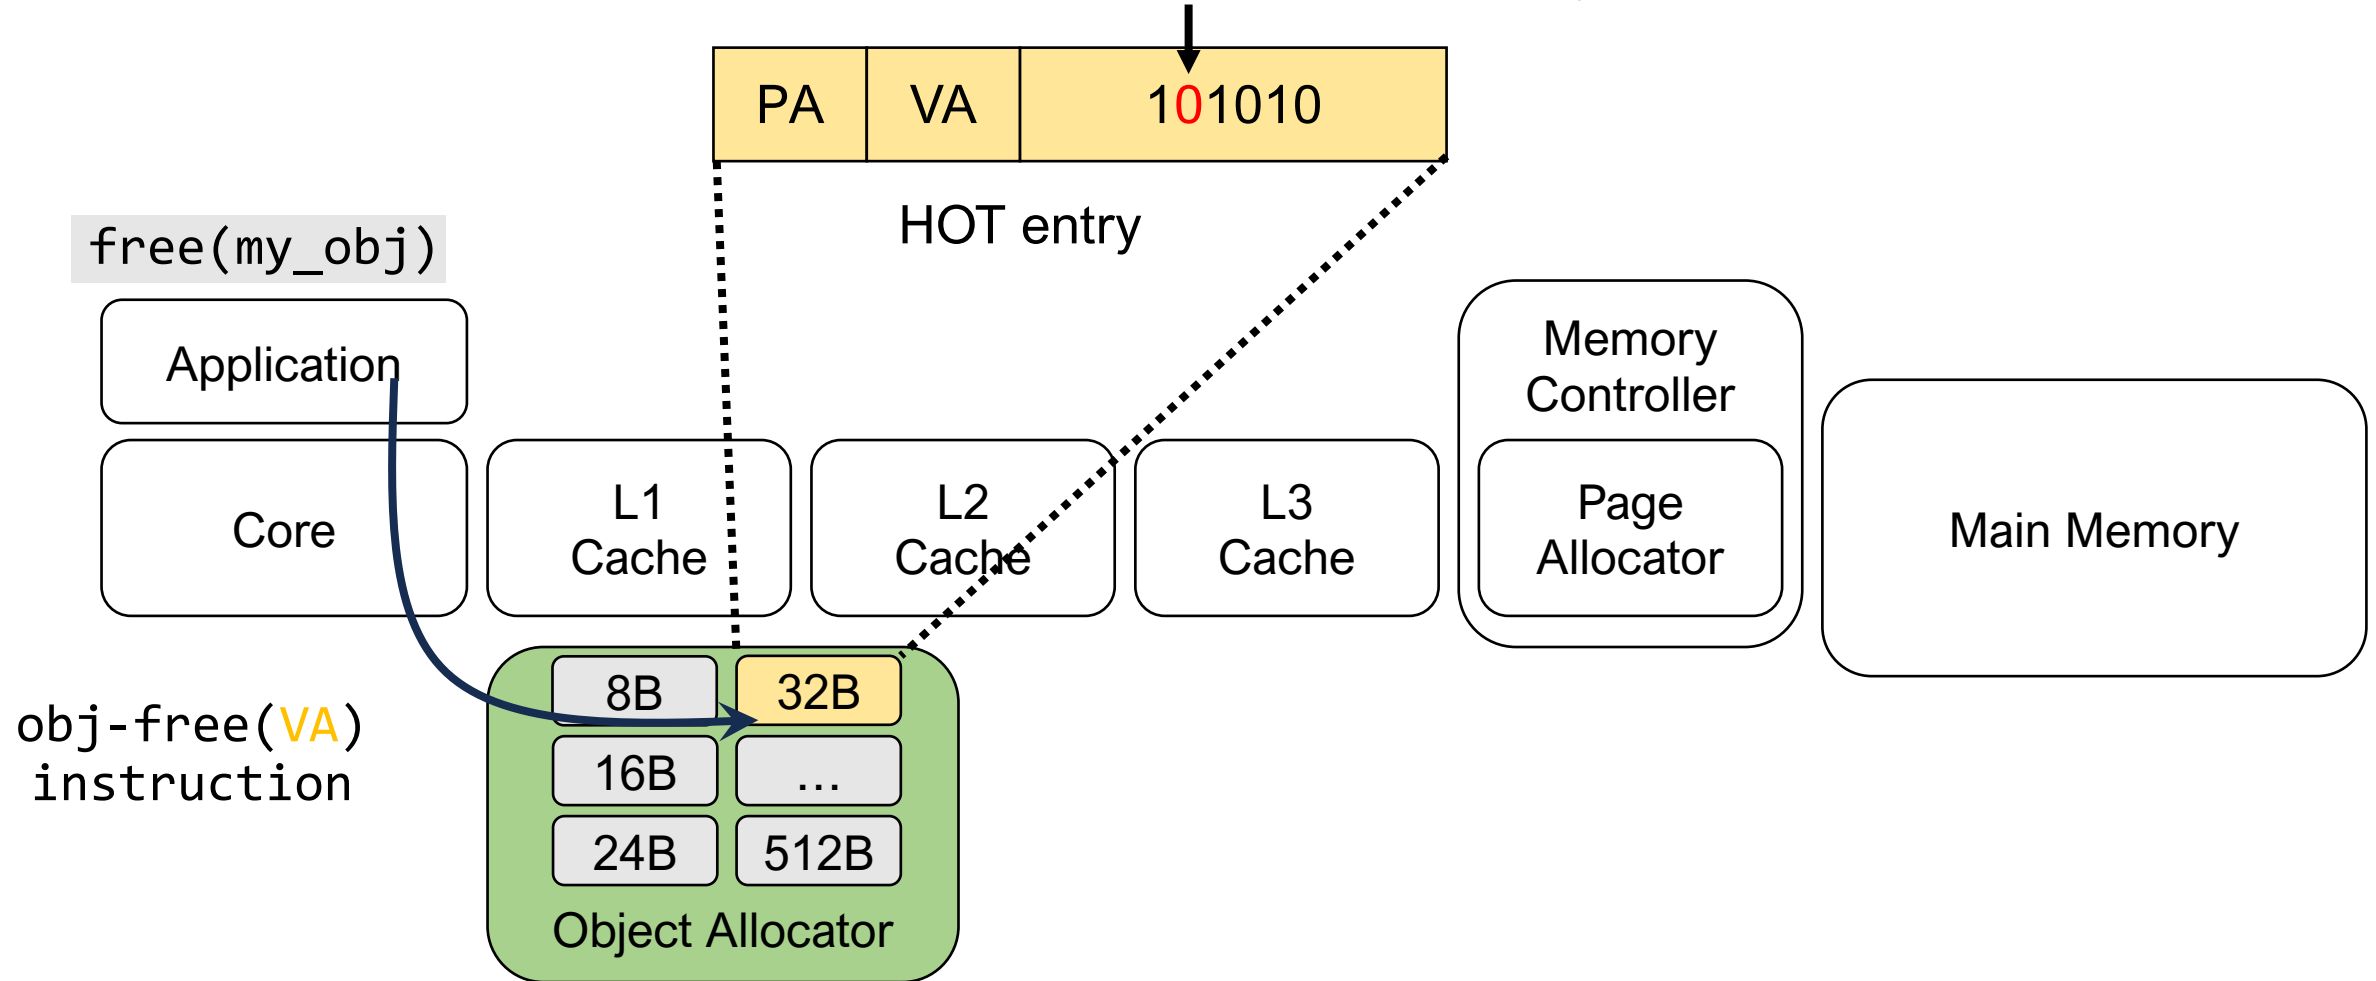 PA
VA
101010
HOT entry
free(my_obj)
Application
Core
L1
Cache
L2
Cache
L3
Cache
Memory
Controller
Page
Allocator
Main Memory
obj-free(VA)
instruction
8B
32B
16B
...
24B
512B
Object Allocator